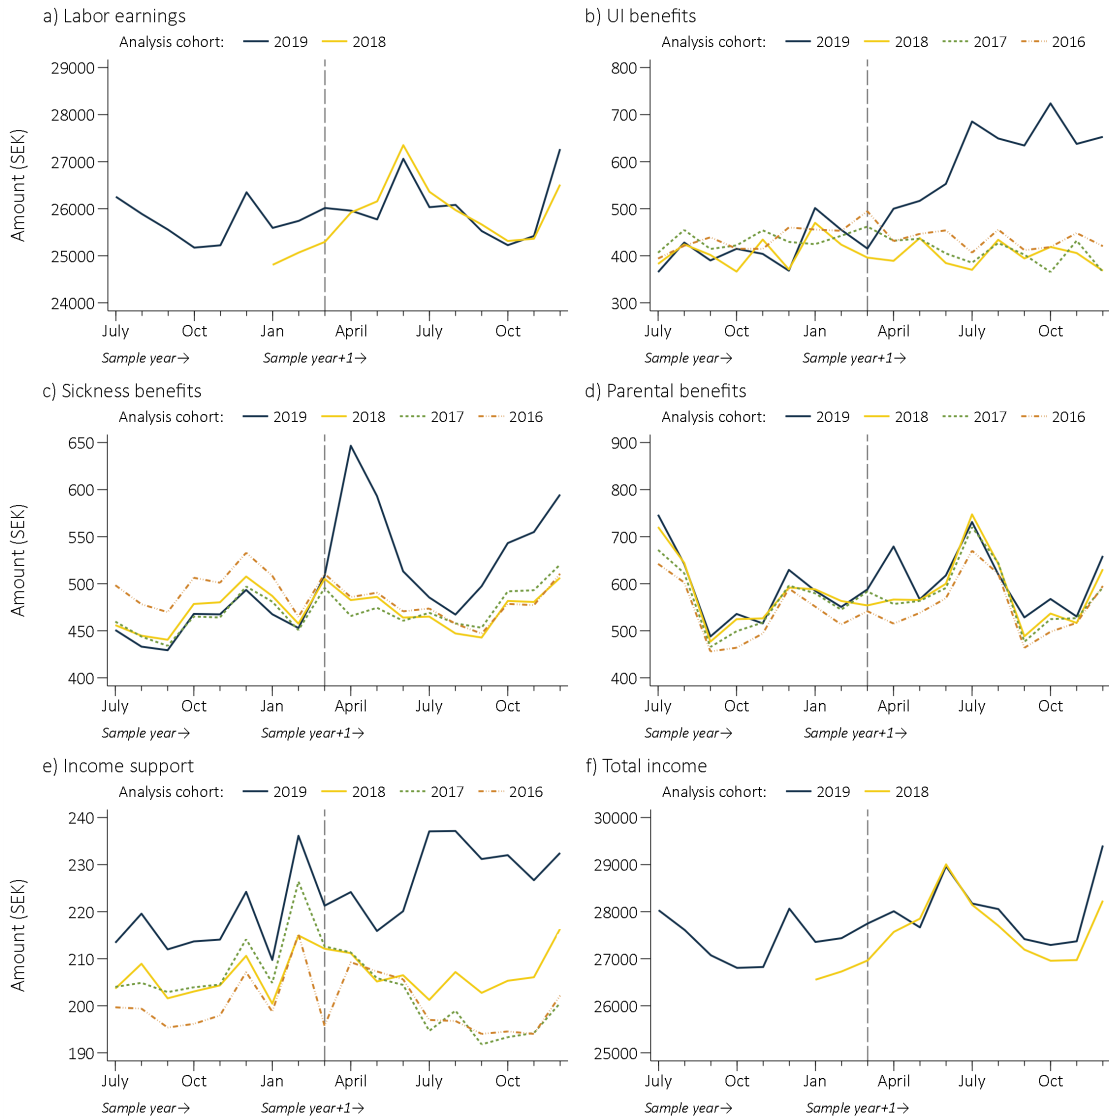 a) Labor earnings
Analysis cohort: 2019 2018
Amount (SEK)
29000
28000
27000
26000
25000
24000
July Oct Jan April July Oct
Sample year→ Sample year+1→
b) UI benefits
Analysis cohort: 2019 2018 2017 2016
800
700
600
500
400
300
July Oct Jan April July Oct
Sample year→ Sample year+1→
c) Sickness benefits
Analysis cohort: 2019 2018 2017 2016
Amount (SEK)
650
600
550
500
450
400
July Oct Jan April July Oct
Sample year→ Sample year+1→
d) Parental benefits
Analysis cohort: 2019 2018 2017 2016
900
800
700
600
500
400
July Oct Jan April July Oct
Sample year→ Sample year+1→
e) Income support
Analysis cohort: 2019 2018 2017 2016
Amount (SEK)
240
230
220
210
200
190
July Oct Jan April July Oct
Sample year→ Sample year+1→
f) Total income
Analysis cohort: 2019 2018
30000
29000
28000
27000
26000
25000
July Oct Jan April July Oct
Sample year→ Sample year+1→